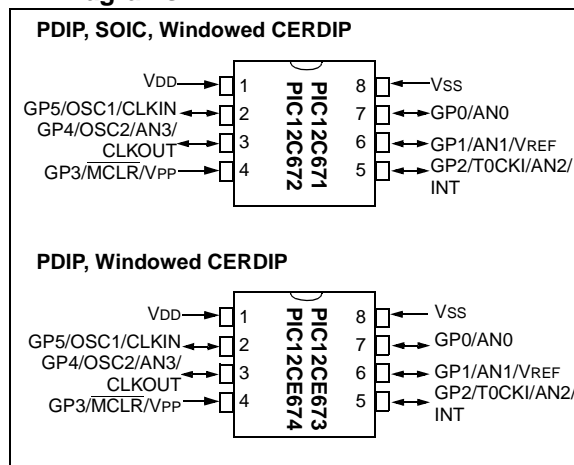 PDIP, SOIC, Windowed CERDIP
VDD
1
8
VSS
GP5/OSC1/CLKIN
2
7
GP0/AN0
GP4/OSC2/AN3/
CLKOUT
3
6
GP1/AN1/VREF
GP3/MCLR/VPP
4
5
GP2/T0CKI/AN2/
INT
PIC12C671
PIC12C672
PDIP, Windowed CERDIP
VDD
1
8
VSS
GP5/OSC1/CLKIN
2
7
GP0/AN0
GP4/OSC2/AN3/
CLKOUT
3
6
GP1/AN1/VREF
GP3/MCLR/VPP
4
5
GP2/T0CKI/AN2/
INT
PIC12CE673
PIC12CE674